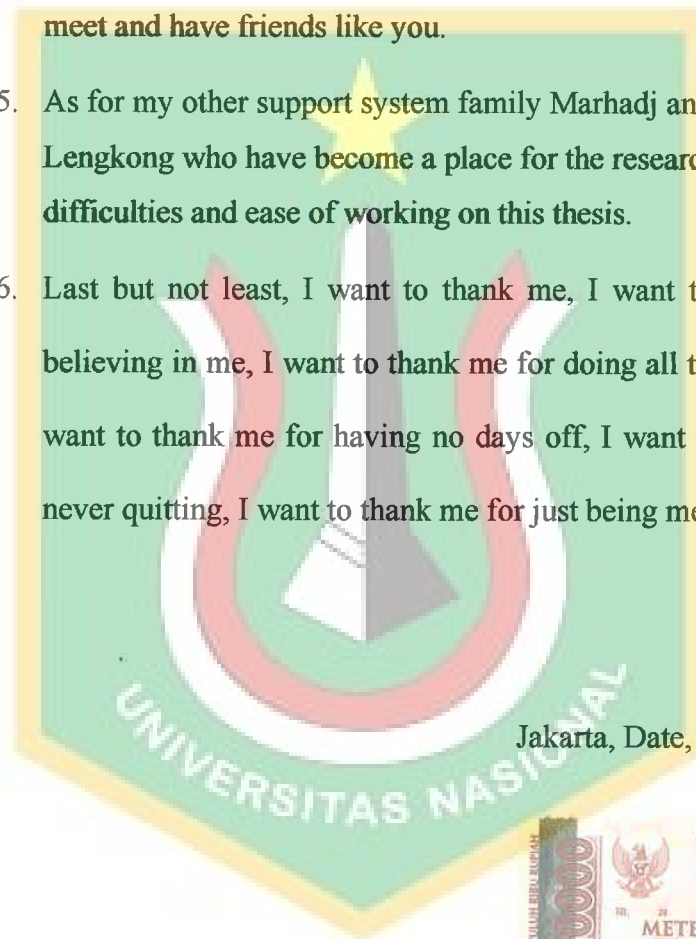 meet and have friends like you.
5. As for my other support system family Marhadj an
Lengkong who have become a place for the researc
difficulties and ease of working on this thesis.
6. Last but not least, I want to thank me, I want t
believing in me, I want to thank me for doing all t
want to thank me for having no days off, I want
never quitting, I want to thank me for just being me
Jakarta, Date,
UNIVERSITAS NASIONAL
ULUH RIBU RUPIAH
METE